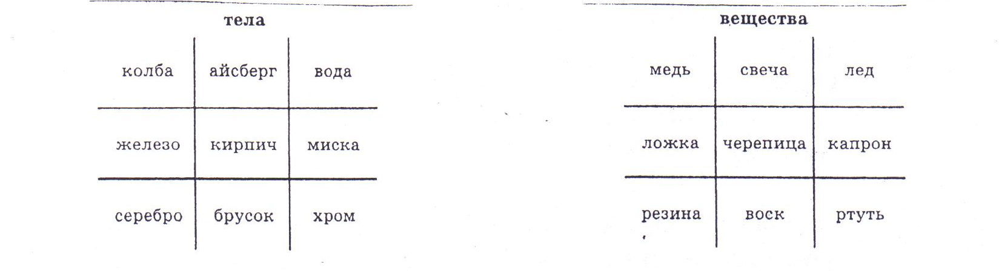 тела
колба айсберг вода
железо кирпич миска
серебро брусок хром
вещества
медь свеча лед
ложка черепица капрон
резина воск ртуть